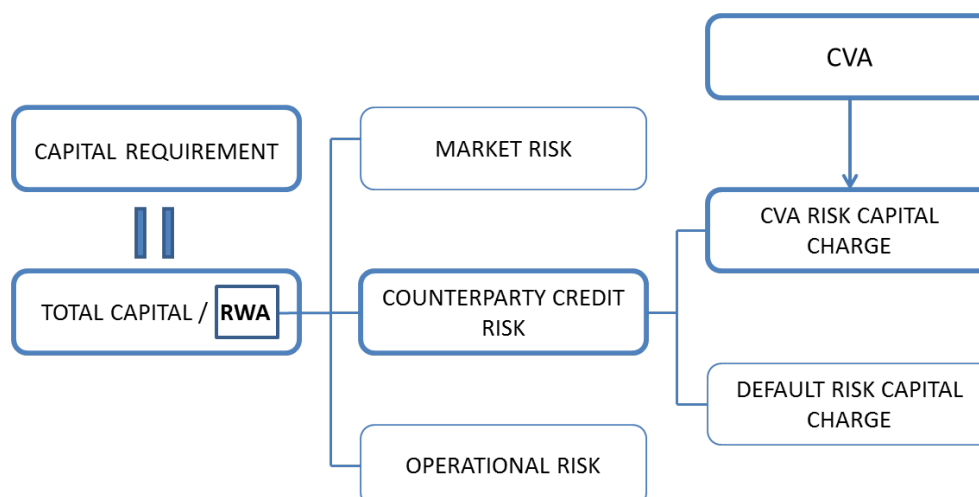 CVA
CAPITAL REQUIREMENT
MARKET RISK
CVA RISK CAPITAL
CHARGE
TOTAL CAPITAL / RWA
COUNTERPARTY CREDIT
RISK
DEFAULT RISK CAPITAL
CHARGE
OPERATIONAL RISK